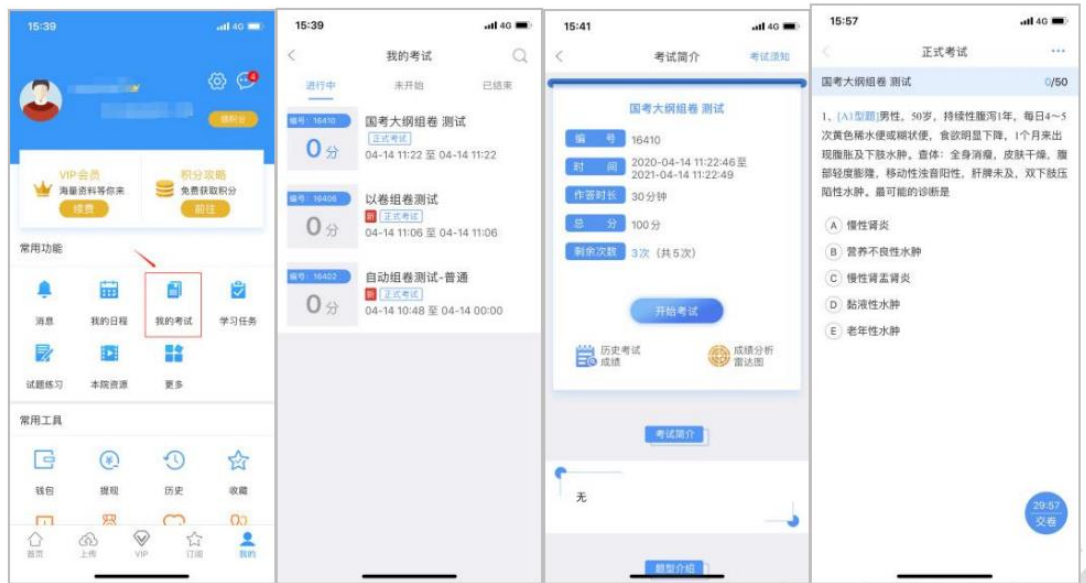 15:39
4G
4
领积分
VIP会员
海量资料等你来
续费
积分攻略
免费获取积分
前往
常用功能
消息
我的日程
我的考试
学习任务
试题练习
本院资源
更多
常用工具
钱包
提现
历史
收藏
首页
上传
VIP
订阅
我的
15:39
4G
我的考试
进行中
未开始
已结束
编号:16410
0分
国考大纲组卷 测试
正式考试
04-14 11:22 至 04-14 11:22
编号:16406
0分
以卷组卷测试
新 正式考试
04-14 11:06 至 04-14 11:06
编号:16402
0分
自动组卷测试-普通
新 正式考试
04-14 10:48 至 04-14 00:00
15:41
4G
考试简介
考试须知
国考大纲组卷 测试
编号 16410
时间 2020-04-14 11:22:46至
2021-04-14 11:22:49
作答时长 30分钟
总分 100分
剩余次数 3次（共5次）
开始考试
历史考试
成绩
成绩分析
雷达图
考试简介
无
题型介绍
15:57
4G
正式考试
国考大纲组卷 测试
0/50
1、[A1型题]男性，50岁，持续性腹泻1年，每日4～5
次黄色稀水便或糊状便，食欲明显下降，1个月来出
现腹胀及下肢水肿。查体：全身消瘦，皮肤干燥，腹
部轻度膨隆，移动性浊音阳性，肝脾未及，双下肢压
陷性水肿。最可能的诊断是
A 慢性肾炎
B 营养不良性水肿
C 慢性肾盂肾炎
D 黏液性水肿
E 老年性水肿
29:57
交卷